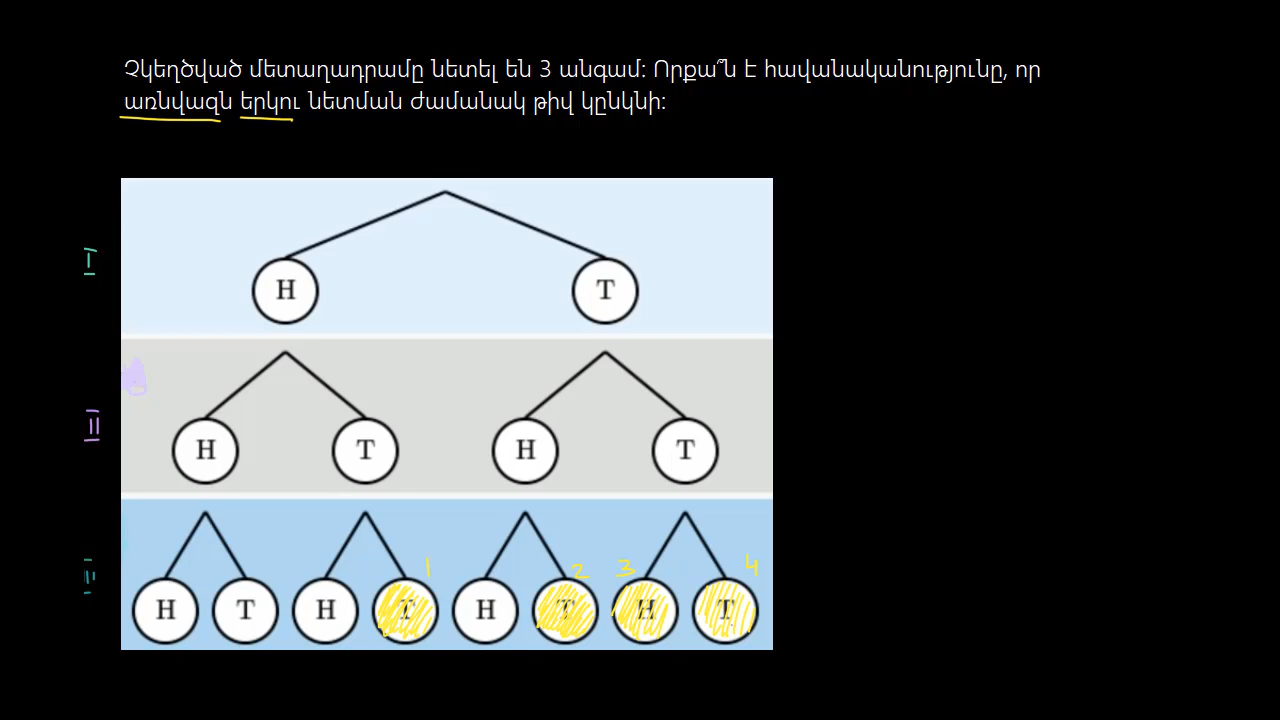 Չկեղծված մետաղադրամը նետել են 3 անգամ: Որքա՞ն է հավանականությունը, որ
առնվազն երկու նետման ժամանակ թիվ կընկնի:
I
H T
II
H T H T
1 2 3 4
III
H T H T H T H T